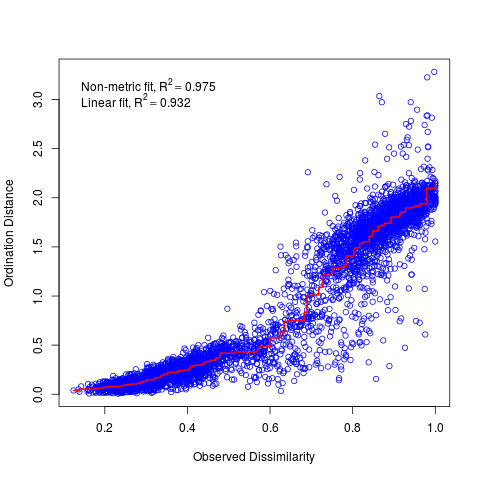 Non-metric fit, R² = 0.975
Linear fit, R² = 0.932
Ordination Distance
3.0
2.5
2.0
1.5
1.0
0.5
0.0
0.2 0.4 0.6 0.8 1.0
Observed Dissimilarity